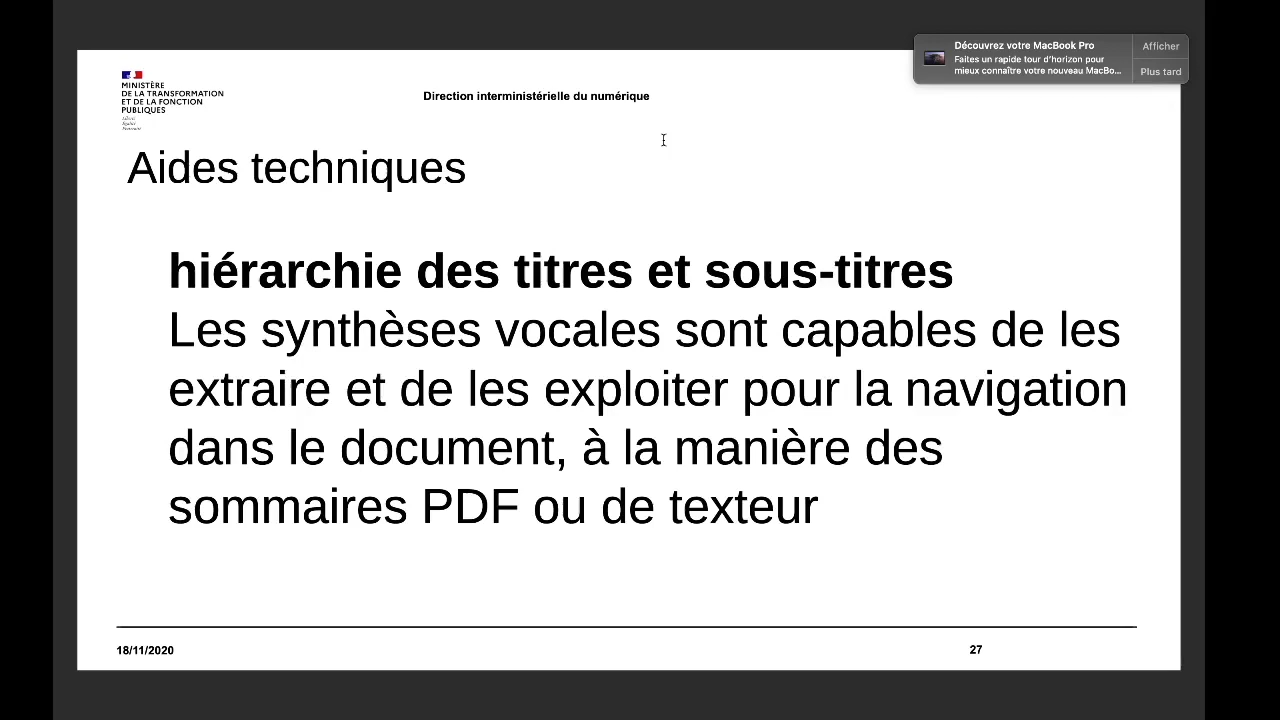 Découvrez votre MacBook Pro
Faites un rapide tour d'horizon pour
mieux connaître votre nouveau MacBo...
Afficher
Plus tard
MINISTÈRE
DE LA TRANSFORMATION
ET DE LA FONCTION
PUBLIQUES
Liberté
Égalité
Fraternité
Direction interministérielle du numérique
Aides techniques
hiérarchie des titres et sous-titres
Les synthèses vocales sont capables de les
extraire et de les exploiter pour la navigation
dans le document, à la manière des
sommaires PDF ou de texteur
18/11/2020
27